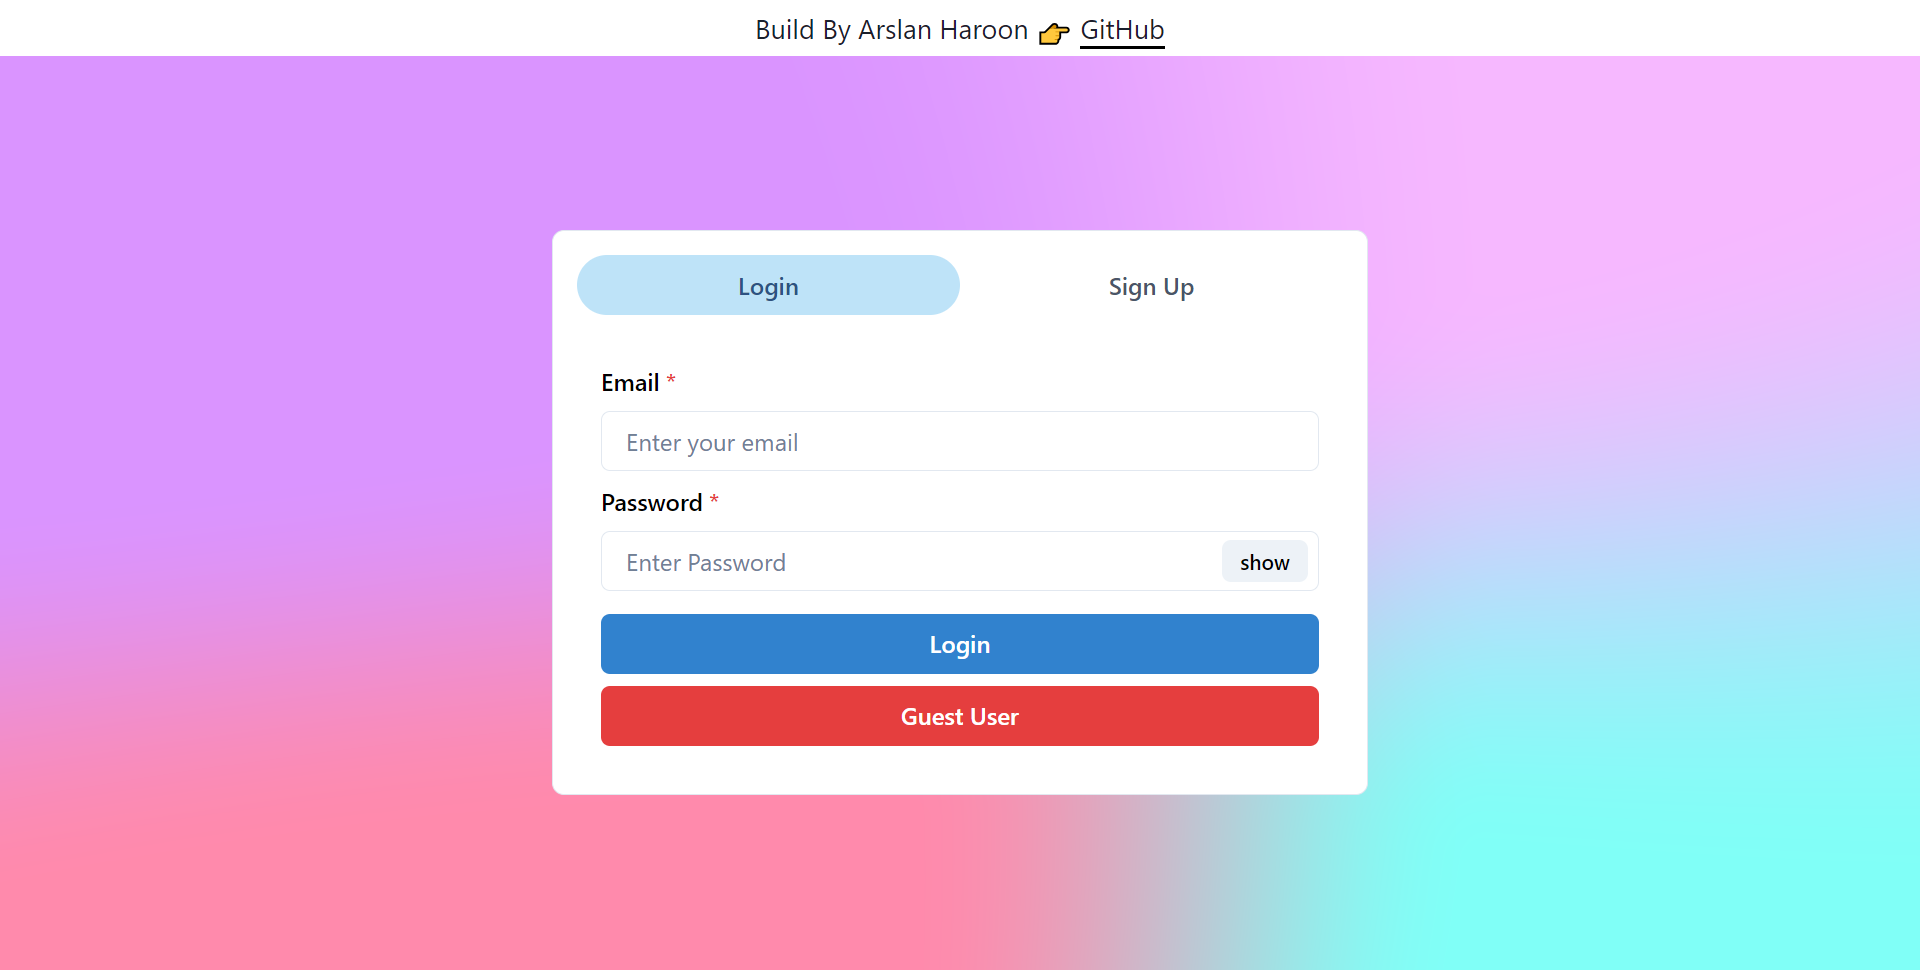 Build By Arslan Haroon 👉 GitHub
Login
Sign Up
Email *
Enter your email
Password *
Enter Password
show
Login
Guest User